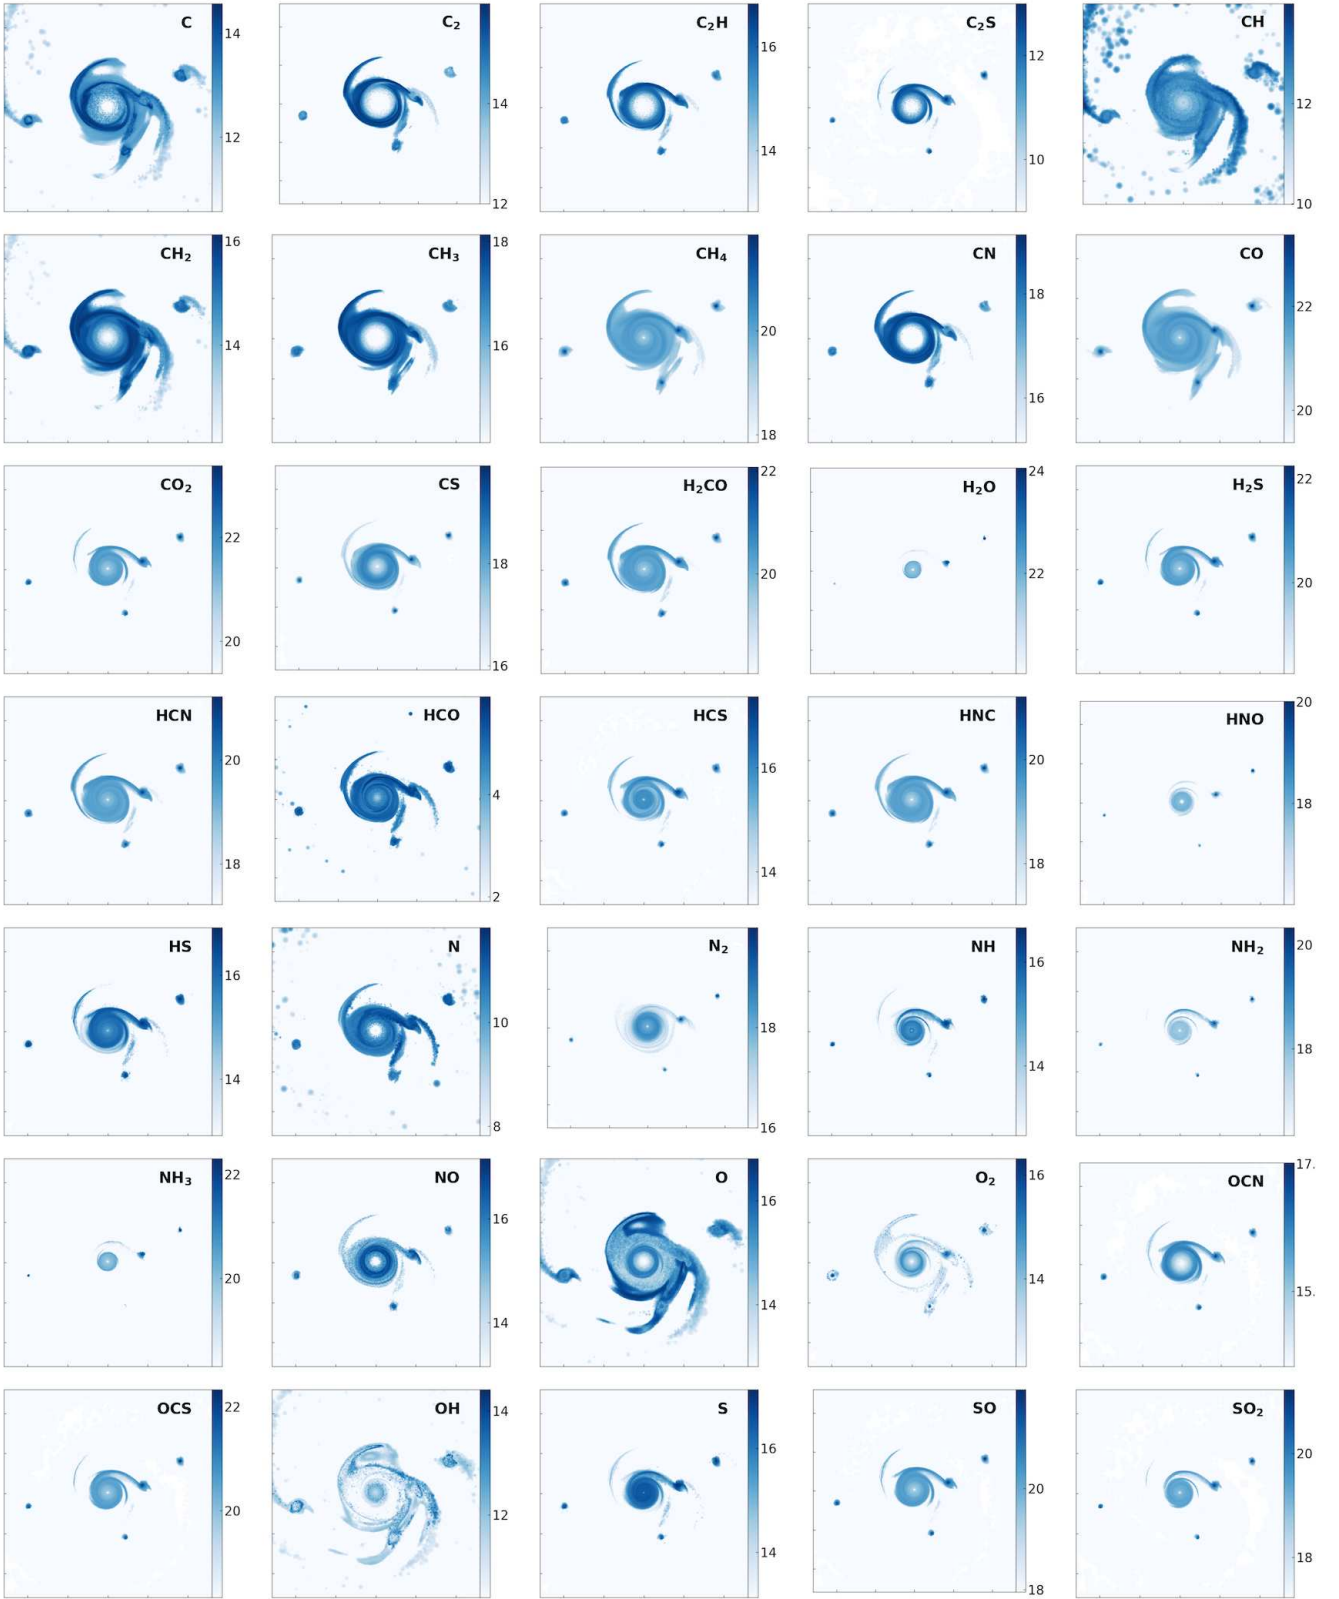 C 14 12
C₂ 14 12
C₂H 16 14
C₂S 12 10
CH 12 10
CH₂ 16 14
CH₃ 18 16
CH₄ 20 18
CN 18 16
CO 22 20
CO₂ 22 20
CS 18 16
H₂CO 22 20
H₂O 24 22
H₂S 22 20
HCN 20 18
HCO 4 2
HCS 16 14
HNC 20 18
HNO 20 18
HS 16 14
N 10 8
N₂ 18 16
NH 16 14
NH₂ 20 18
NH₃ 22 20
NO 16 14
O 16 14
O₂ 16 14
OCN 17. 15.
OCS 22 20
OH 14 12
S 16 14
SO 20 18
SO₂ 20 18